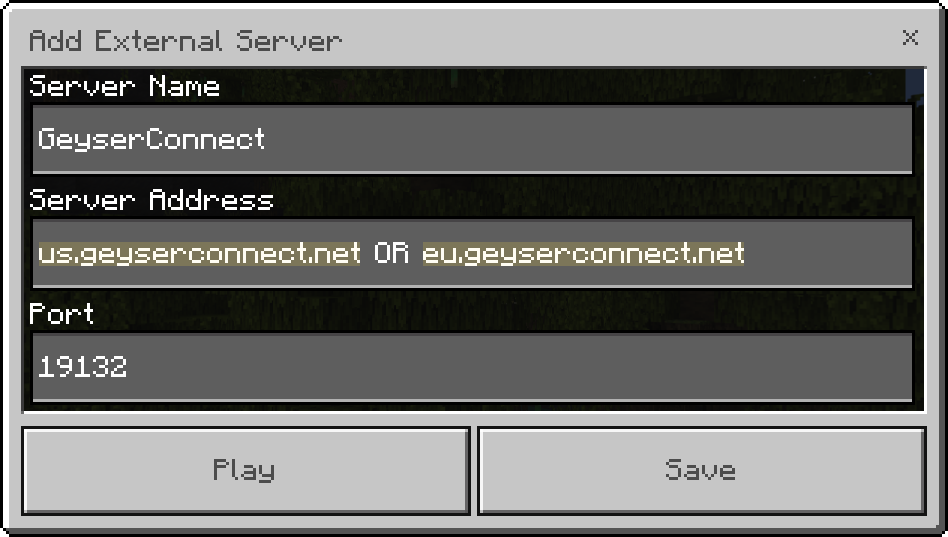 Add External Server
×
Server Name
GeyserConnect
Server Address
us.geyserconnect.net OR eu.geyserconnect.net
Port
19132
Play
Save